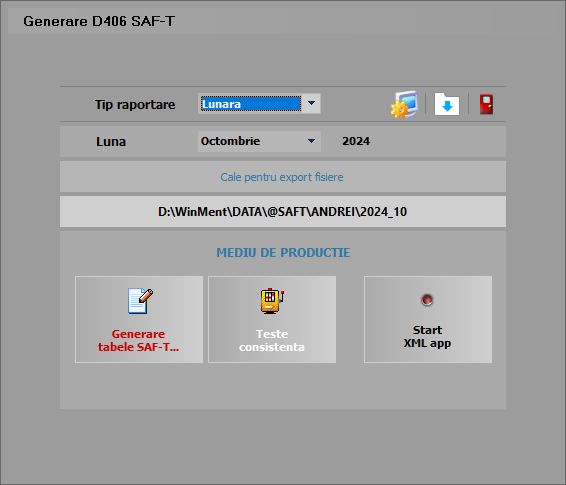 Generare D406 SAF-T
Tip raportare
Lunara
Luna
Octombrie
2024
Cale pentru export fisiere
D:\WinMent\DATA\@SAFT\ANDREI\2024_10
MEDIU DE PRODUCTIE
Generare
tabele SAF-T...
Teste
consistenta
Start
XML app